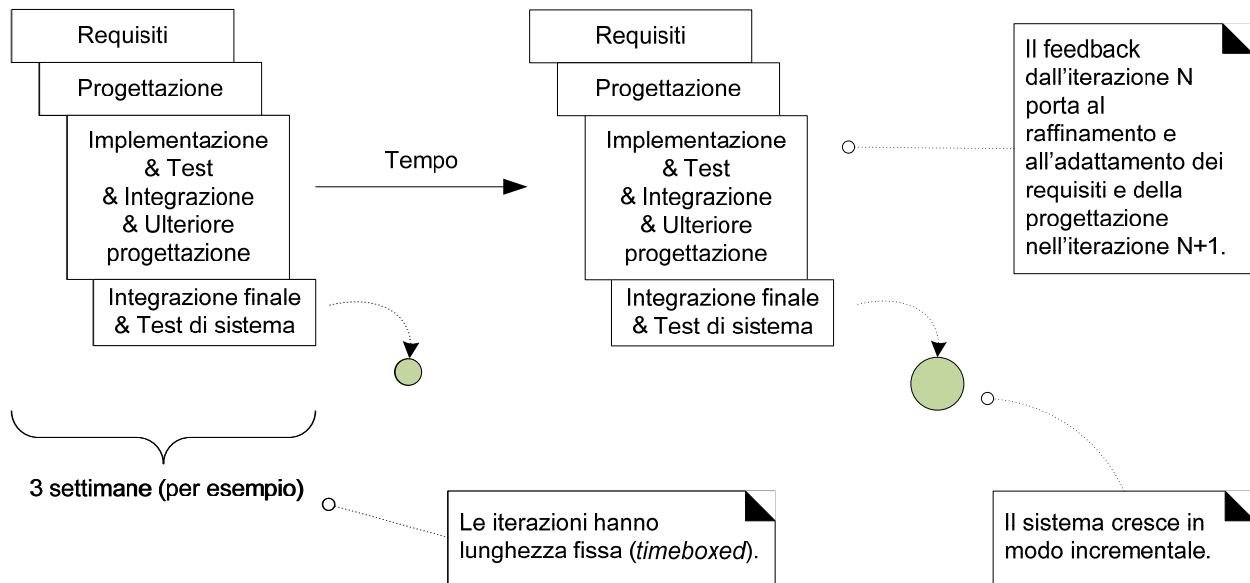 Requisiti
Progettazione
Implementazione
& Test
& Integrazione
& Ulteriore
progettazione
Integrazione finale
& Test di sistema
Tempo
Requisiti
Progettazione
Implementazione
& Test
& Integrazione
& Ulteriore
progettazione
Integrazione finale
& Test di sistema
Il feedback
dall’iterazione N
porta al
raffinamento e
all’adattamento dei
requisiti e della
progettazione
nell’iterazione N+1.
3 settimane (per esempio)
Le iterazioni hanno
lunghezza fissa (timeboxed).
Il sistema cresce in
modo incrementale.